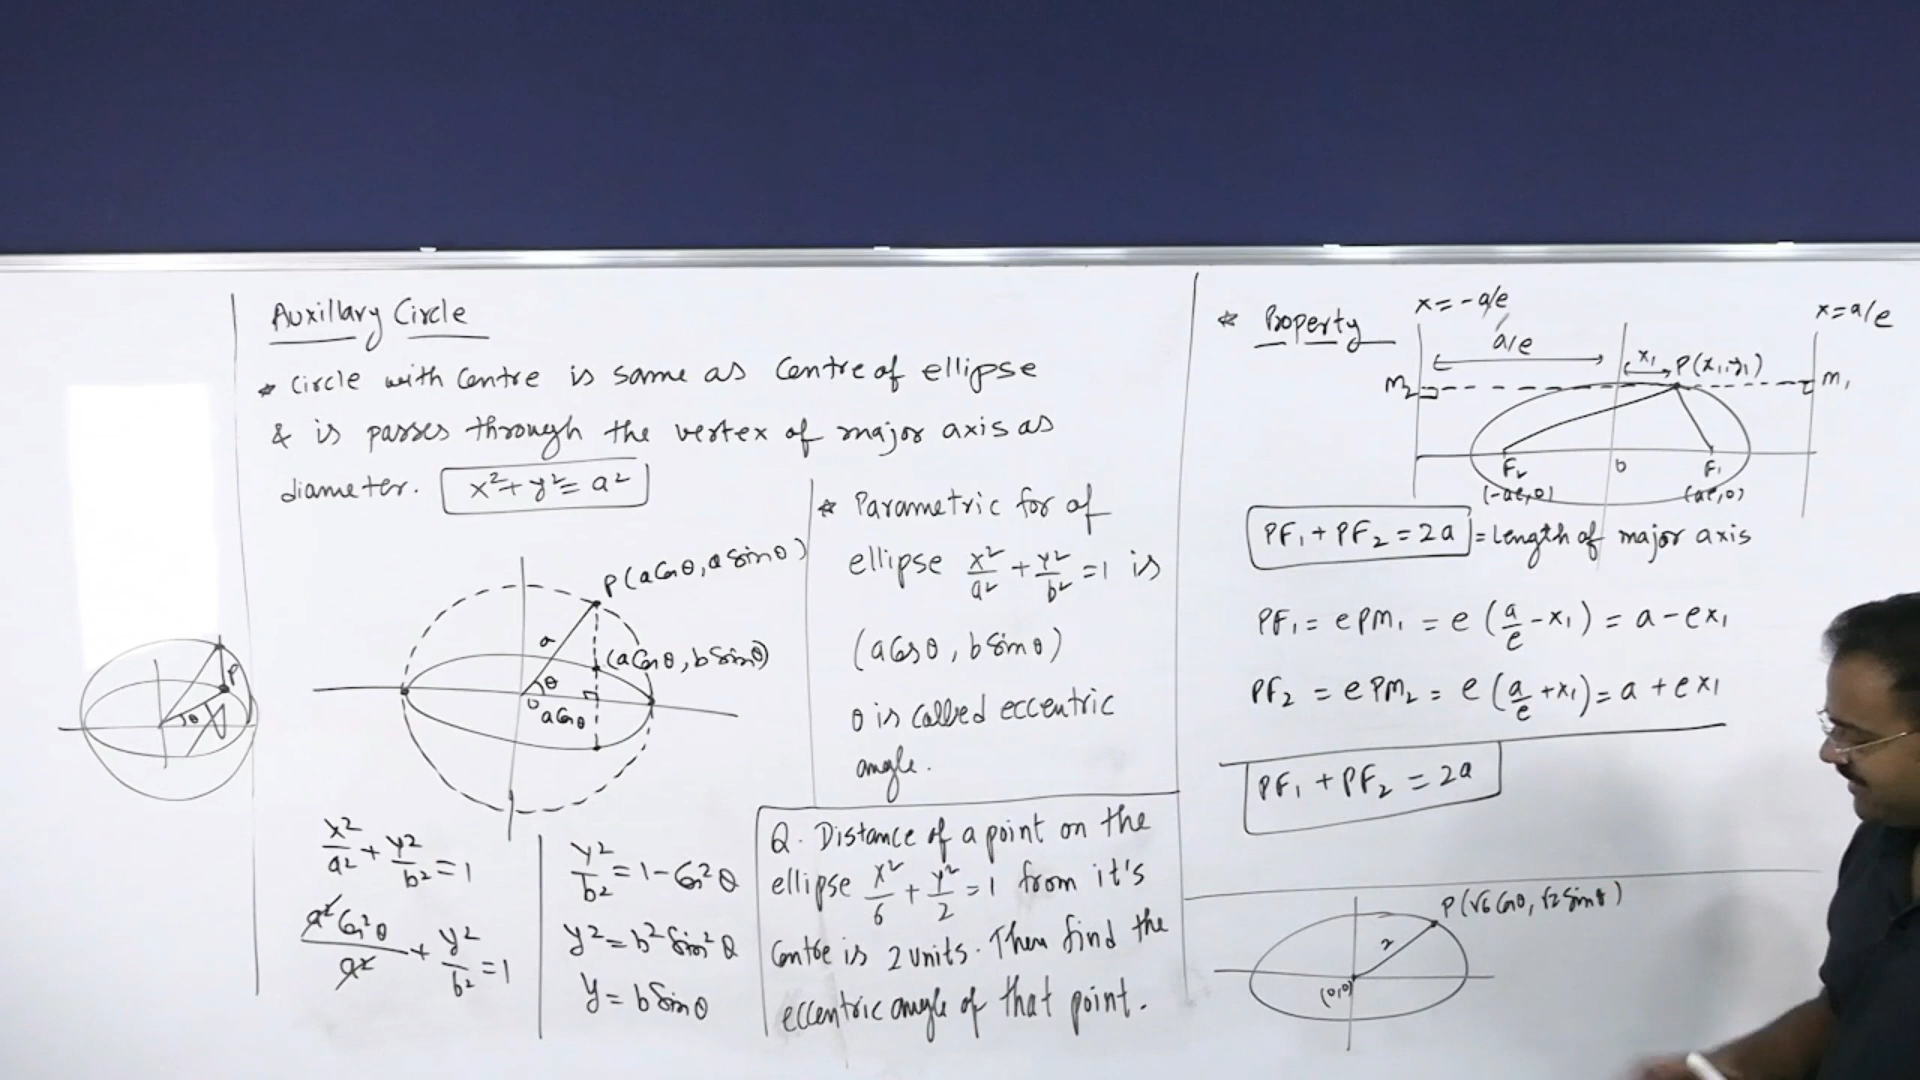 Auxillary Circle
* Circle with Centre is same as Centre of ellipse
& is passes through the vertex of major axis as
diameter. x²+y²=a²
P(aCosθ, aSinθ)
a
(aCosθ, bSinθ)
θ
0
aCosθ
P
θ
x²/a² + y²/b² = 1
a²Cos²θ/a² + y²/b² = 1
y²/b² = 1-Cos²θ
y² = b²Sin²θ
y = bSinθ
* Parametric for of
ellipse x²/a² + y²/b² = 1 is
(aCosθ, bSinθ)
θ is called eccentric
angle.
Q. Distance of a point on the
ellipse x²/6 + y²/2 = 1 from it's
Centre is 2 units. Then find the
eccentric angle of that point.
* Property
x=-a/e
x=a/e
a/e
x₁
P(x₁,y₁)
M₂
M₁
F₂
0
F₁
(-ae,0)
(ae,0)
PF₁ + PF₂ = 2a = Length of major axis
PF₁ = ePM₁ = e(a/e - x₁) = a - ex₁
PF₂ = ePM₂ = e(a/e + x₁) = a + ex₁
PF₁ + PF₂ = 2a
P(√6 Cosθ, √2 Sinθ)
2
(0,0)